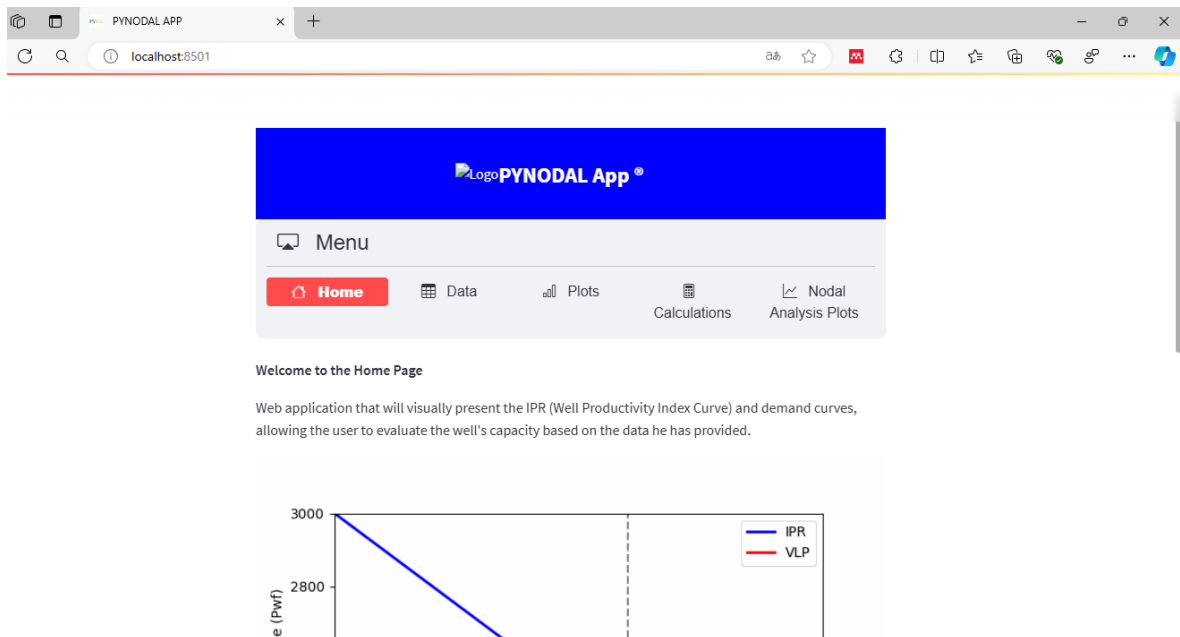 PYNODAL APP
localhost:8501
aあ
Logo PYNODAL App ®
Menu
Home
Data
Plots
Calculations
Nodal
Analysis Plots
Welcome to the Home Page
Web application that will visually present the IPR (Well Productivity Index Curve) and demand curves,
allowing the user to evaluate the well's capacity based on the data he has provided.
3000
IPR
VLP
2800
e (Pwf)